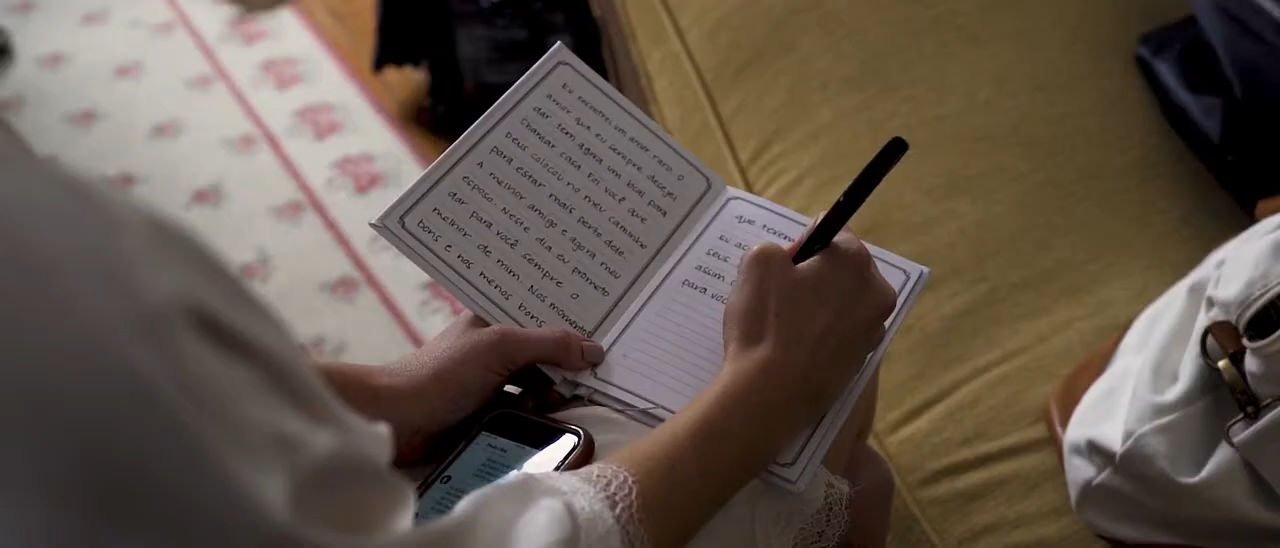 Eu encontrei um amor raro. O
amor que eu sempre desejei
dar tem agora um lugar para
chamar casa. Em você que
Deus colocou no meu caminho
para estar mais perto dele.
A melhor amigo e agora meu
esposo. Neste dia, eu prometo
dar para você sempre o
melhor de mim. Nos momentos
bons e nos menos bons
que
seus
assim
para você